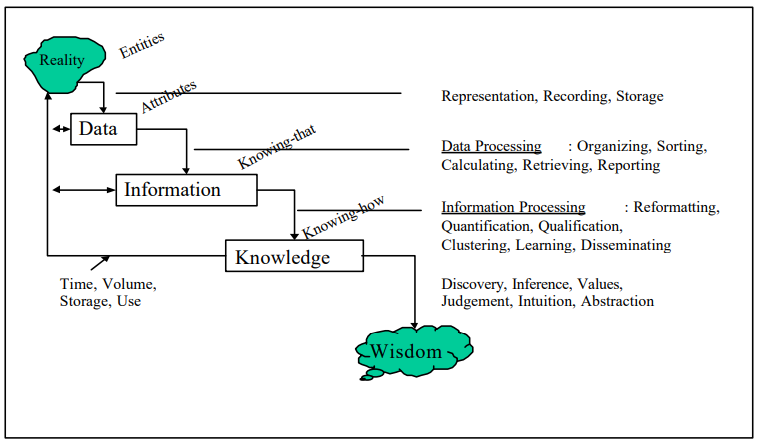 Entities
Reality
Attributes
Representation, Recording, Storage
Data
Knowing-that
Data Processing : Organizing, Sorting,
Calculating, Retrieving, Reporting
Information
Knowing-how
Information Processing : Reformatting,
Quantification, Qualification,
Clustering, Learning, Disseminating
Knowledge
Time, Volume,
Storage, Use
Discovery, Inference, Values,
Judgement, Intuition, Abstraction
Wisdom